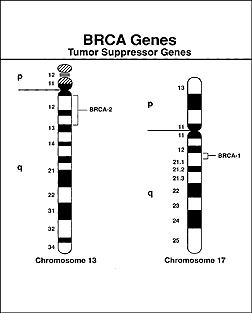 BRCA Genes
Tumor Suppressor Genes
p
12
11
12
13
14
q
21
22
31
32
34
BRCA-2
Chromosome 13
13
p
11
11
12
21.1
21.2
21.3
q
22
23
24
25
BRCA-1
Chromosome 17